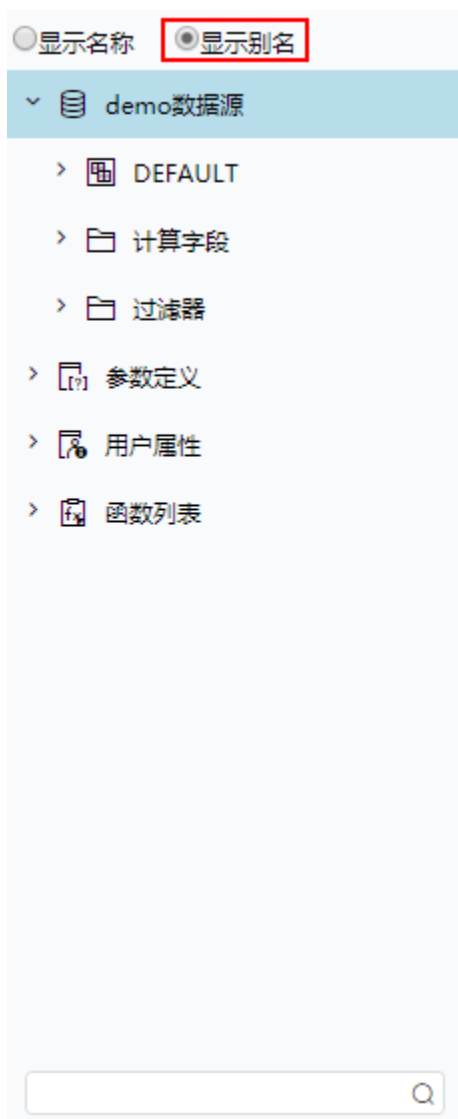 显示名称 显示别名
demo数据源
DEFAULT
计算字段
过滤器
参数定义
用户属性
函数列表